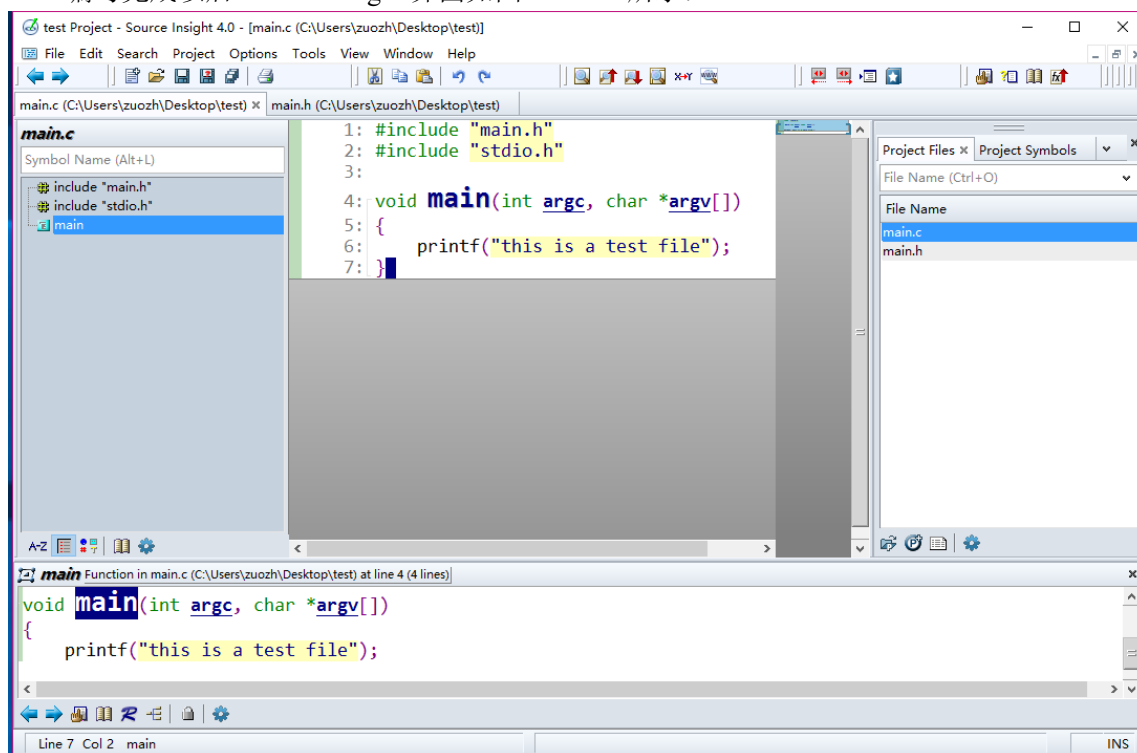 test Project - Source Insight 4.0 - [main.c (C:\Users\zuozh\Desktop\test)]
File Edit Search Project Options Tools View Window Help
main.c (C:\Users\zuozh\Desktop\test) main.h (C:\Users\zuozh\Desktop\test)
main.c
Symbol Name (Alt+L)
include "main.h"
include "stdio.h"
main
1: #include "main.h"
2: #include "stdio.h"
3:
4: void main(int argc, char *argv[])
5: {
6: printf("this is a test file");
7: }
Project Files Project Symbols
File Name (Ctrl+O)
File Name
main.c
main.h
A-Z
main Function in main.c (C:\Users\zuozh\Desktop\test) at line 4 (4 lines)
void main(int argc, char *argv[])
{
printf("this is a test file");
Line 7 Col 2 main
INS